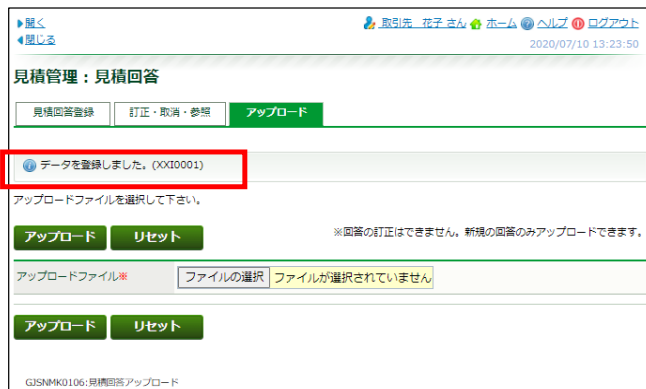 ▶開く
◀閉じる
取引先 花子 さん ホーム ヘルプ ログアウト
2020/07/10 13:23:50
見積管理：見積回答
見積回答登録 訂正・取消・参照 アップロード
データを登録しました。(XXI0001)
アップロードファイルを選択して下さい。
アップロード リセット ※回答の訂正はできません。新規の回答のみアップロードできます。
アップロードファイル※ ファイルの選択 ファイルが選択されていません
アップロード リセット
GJSNMK0106:見積回答アップロード